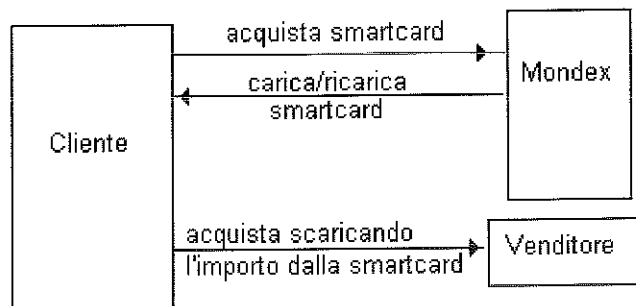 acquista smartcard
Mondex
carica/ricarica
smartcard
Cliente
acquista scaricando
l'importo dalla smartcard
Venditore